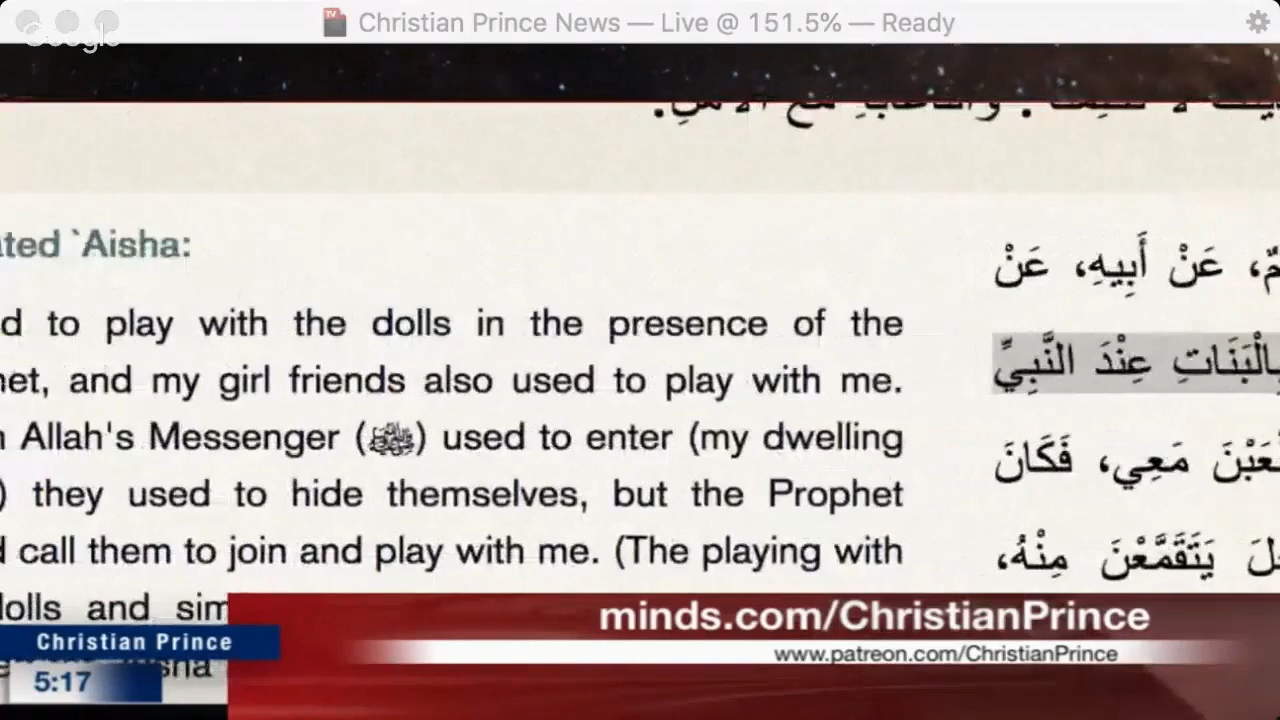 Christian Prince News — Live @ 151.5% — Ready
Google
مع الأهل.
ated `Aisha:
d to play with the dolls in the presence of the
net, and my girl friends also used to play with me.
Allah's Messenger (ﷺ) used to enter (my dwelling
) they used to hide themselves, but the Prophet
call them to join and play with me. (The playing with
dolls and sim
عَنْ أَبِيهِ، عَنْ
بِالْبَنَاتِ عِنْدَ النَّبِيِّ
مَعِي، فَكَانَ
يَتَقَمَّعْنَ مِنْهُ،
minds.com/ChristianPrince
www.patreon.com/ChristianPrince
Christian Prince
5:17